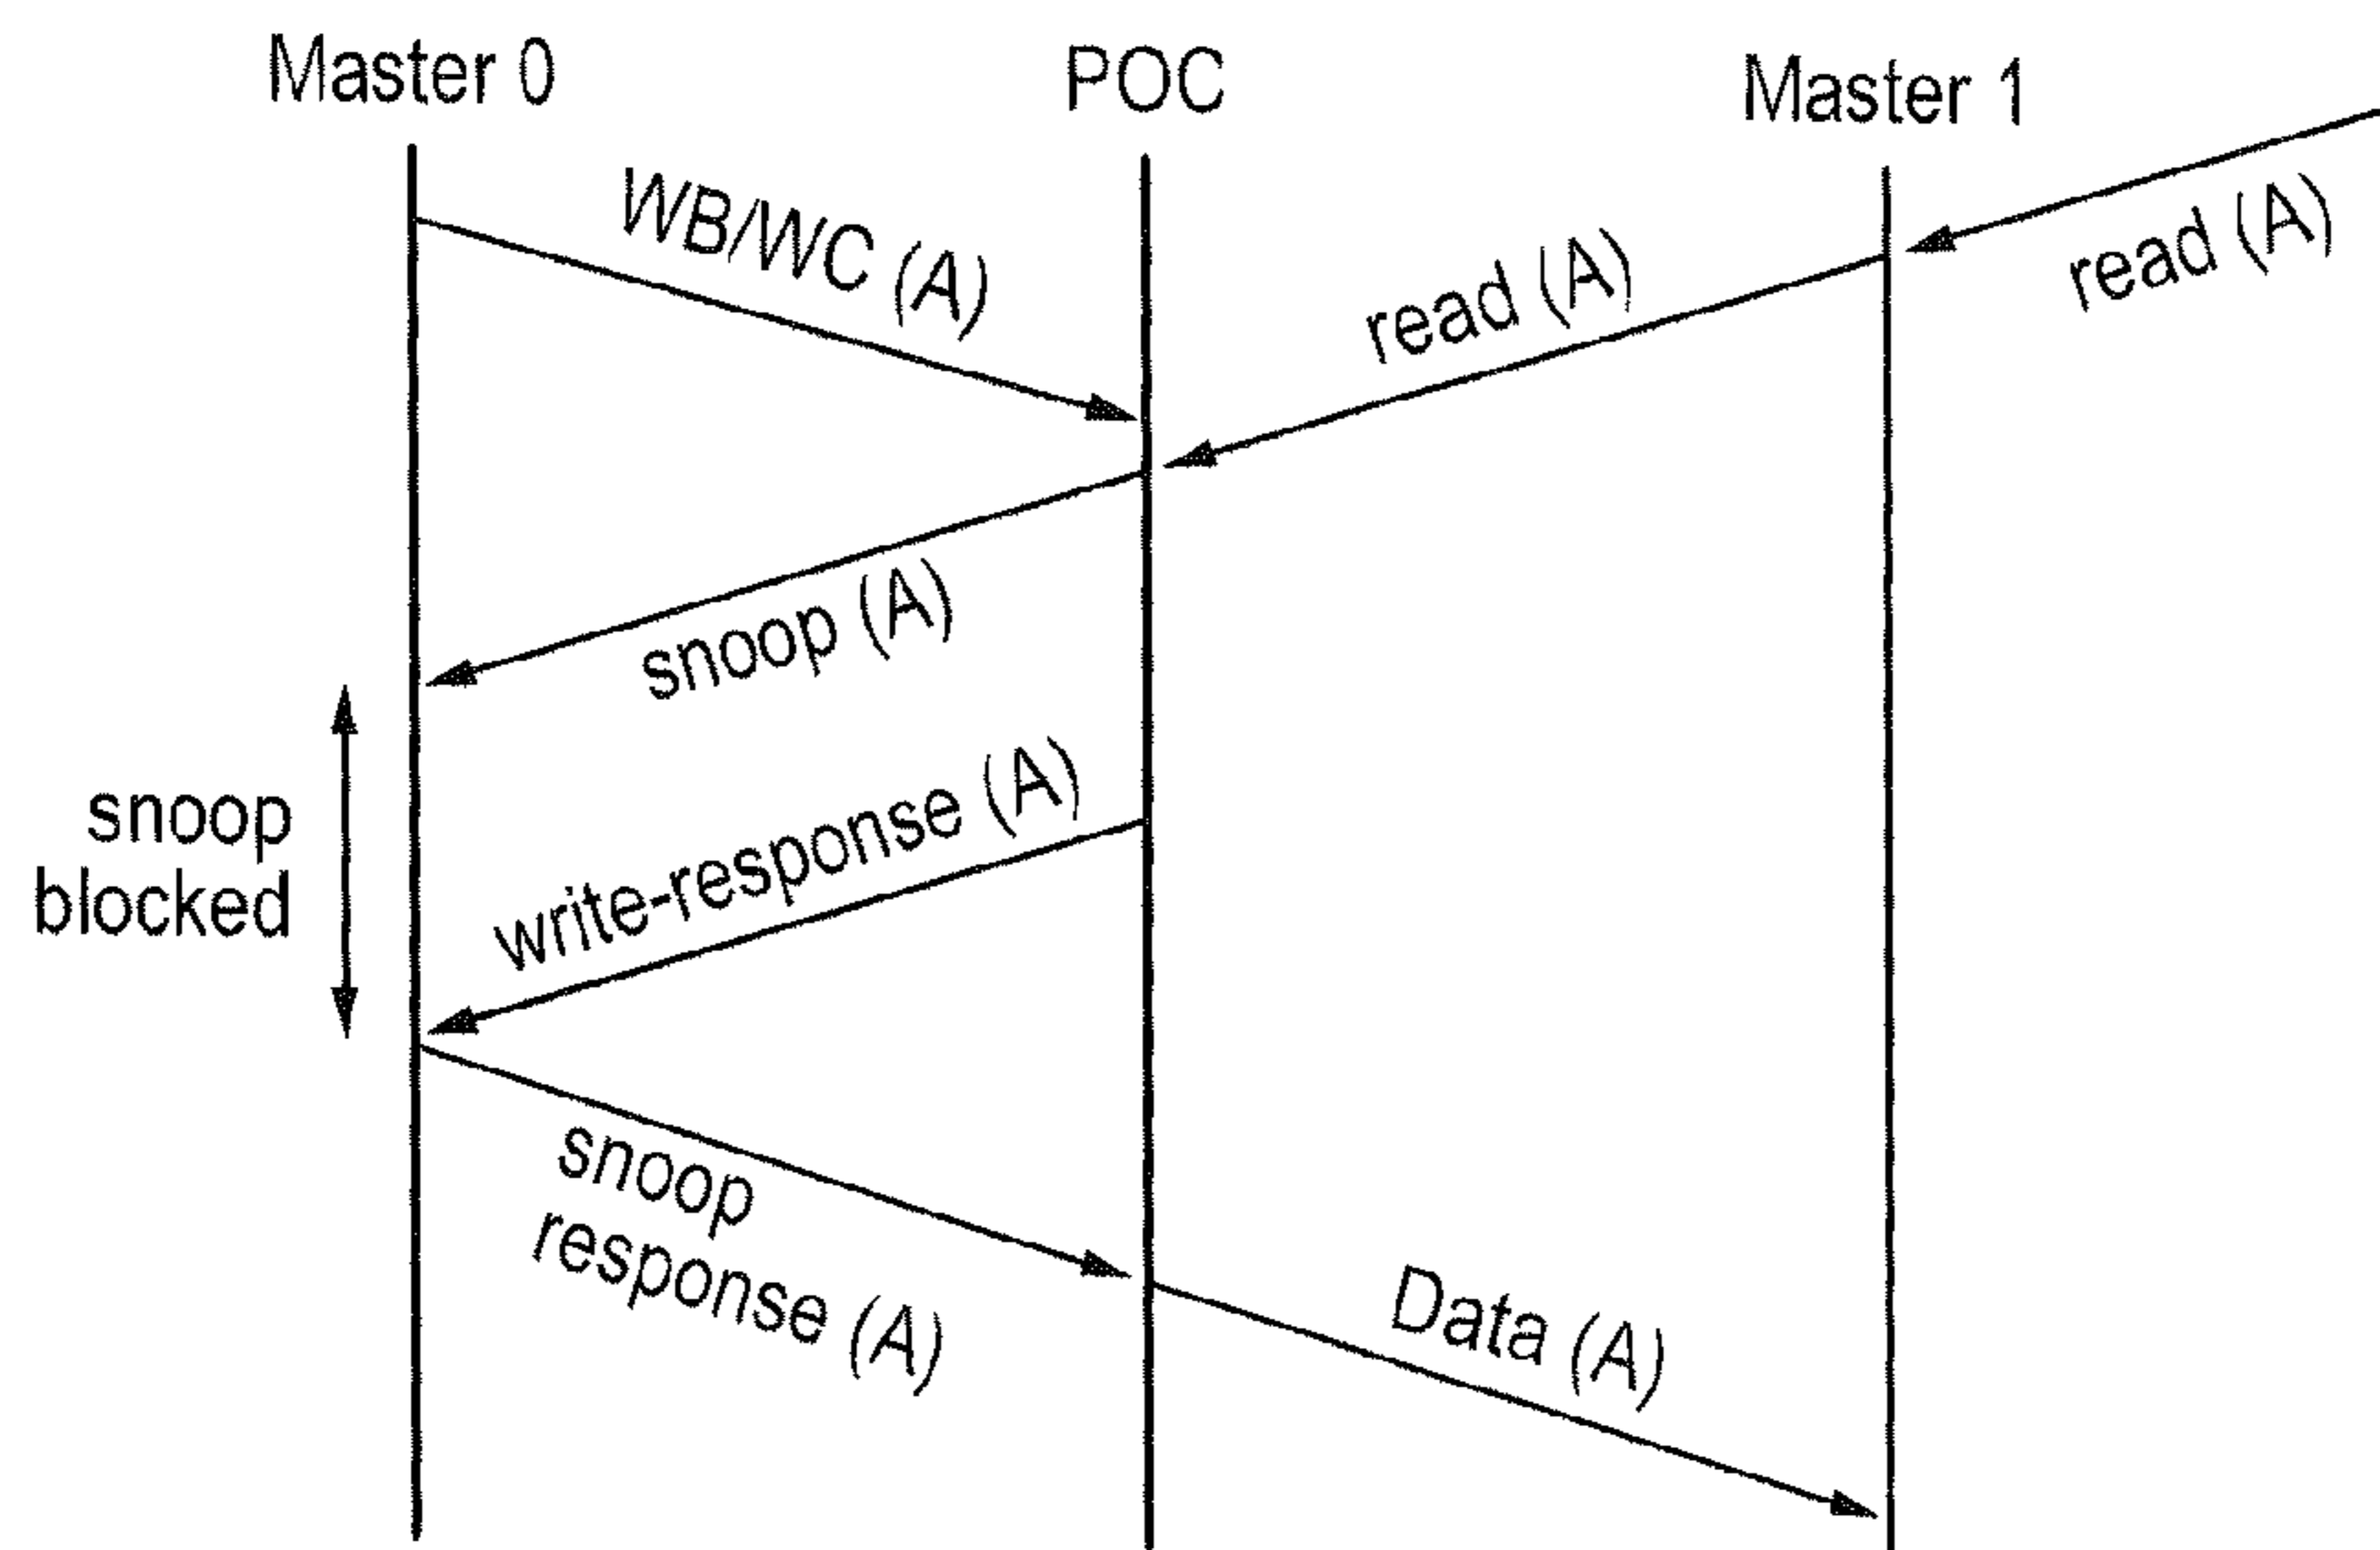 Master 0
POC
Master 1
WB/WC (A)
read (A)
read (A)
snoop (A)
snoop
blocked
write-response (A)
snoop
response (A)
Data (A)